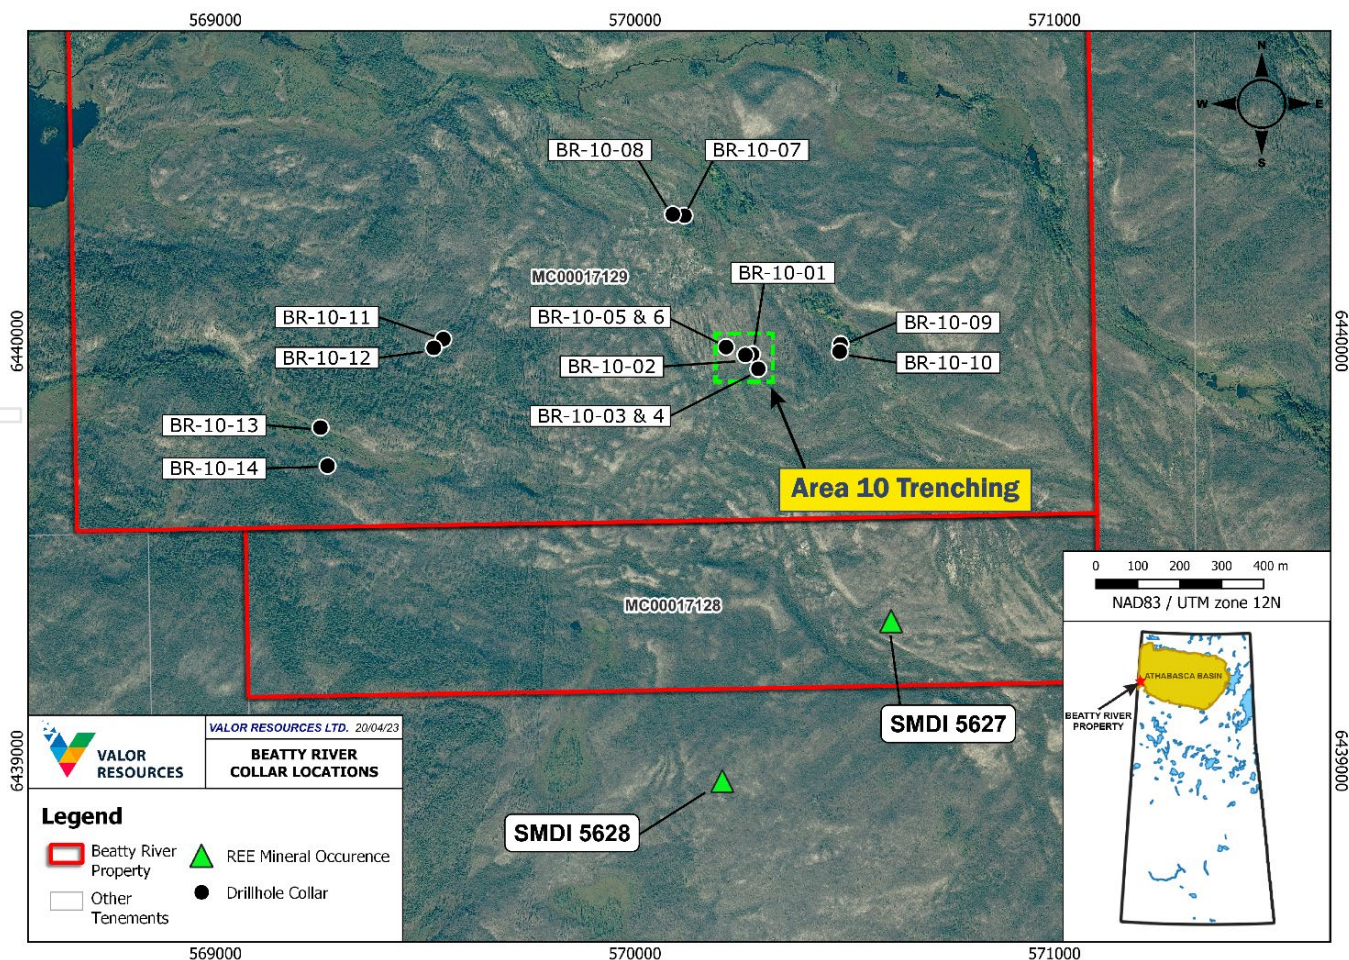 569000
570000
571000
N
W
E
S
BR-10-08
BR-10-07
MC00017129
BR-10-01
BR-10-11
BR-10-05 & 6
BR-10-09
6440000
6440000
BR-10-12
BR-10-02
BR-10-10
BR-10-03 & 4
BR-10-13
BR-10-14
Area 10 Trenching
0 100 200 300 400 m
NAD83 / UTM zone 12N
MC00017128
ATHABASCA BASIN
BEATTY RIVER
PROPERTY
SMDI 5627
SMDI 5628
6439000
6439000
VALOR
RESOURCES
VALOR RESOURCES LTD. 20/04/23
BEATTY RIVER
COLLAR LOCATIONS
Legend
Beatty River
Property
REE Mineral Occurence
Other
Tenements
Drillhole Collar
569000
570000
571000